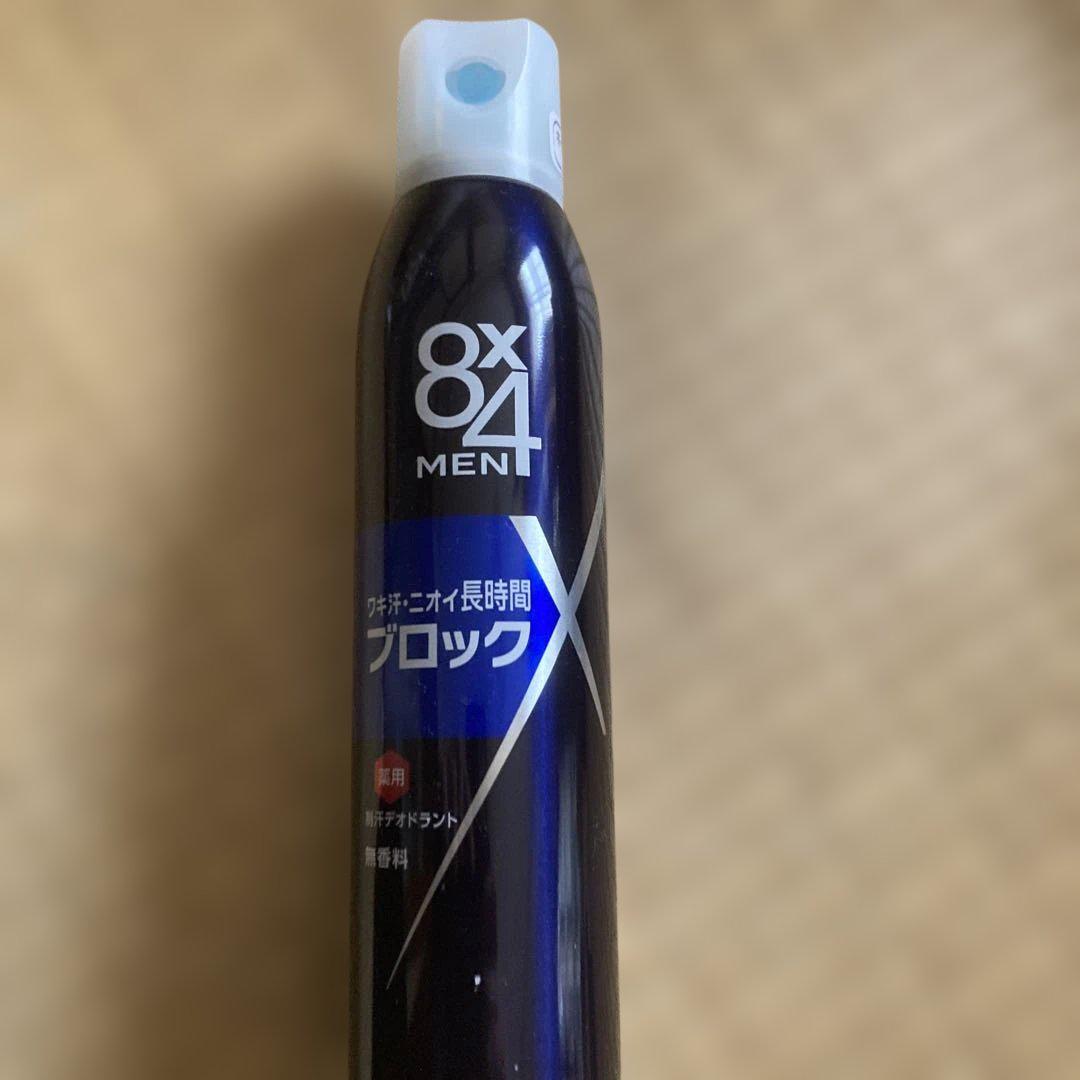 8x4
MEN
ワキ汗・ニオイ長時間
ブロック
薬用
制汗デオドラント
無香料